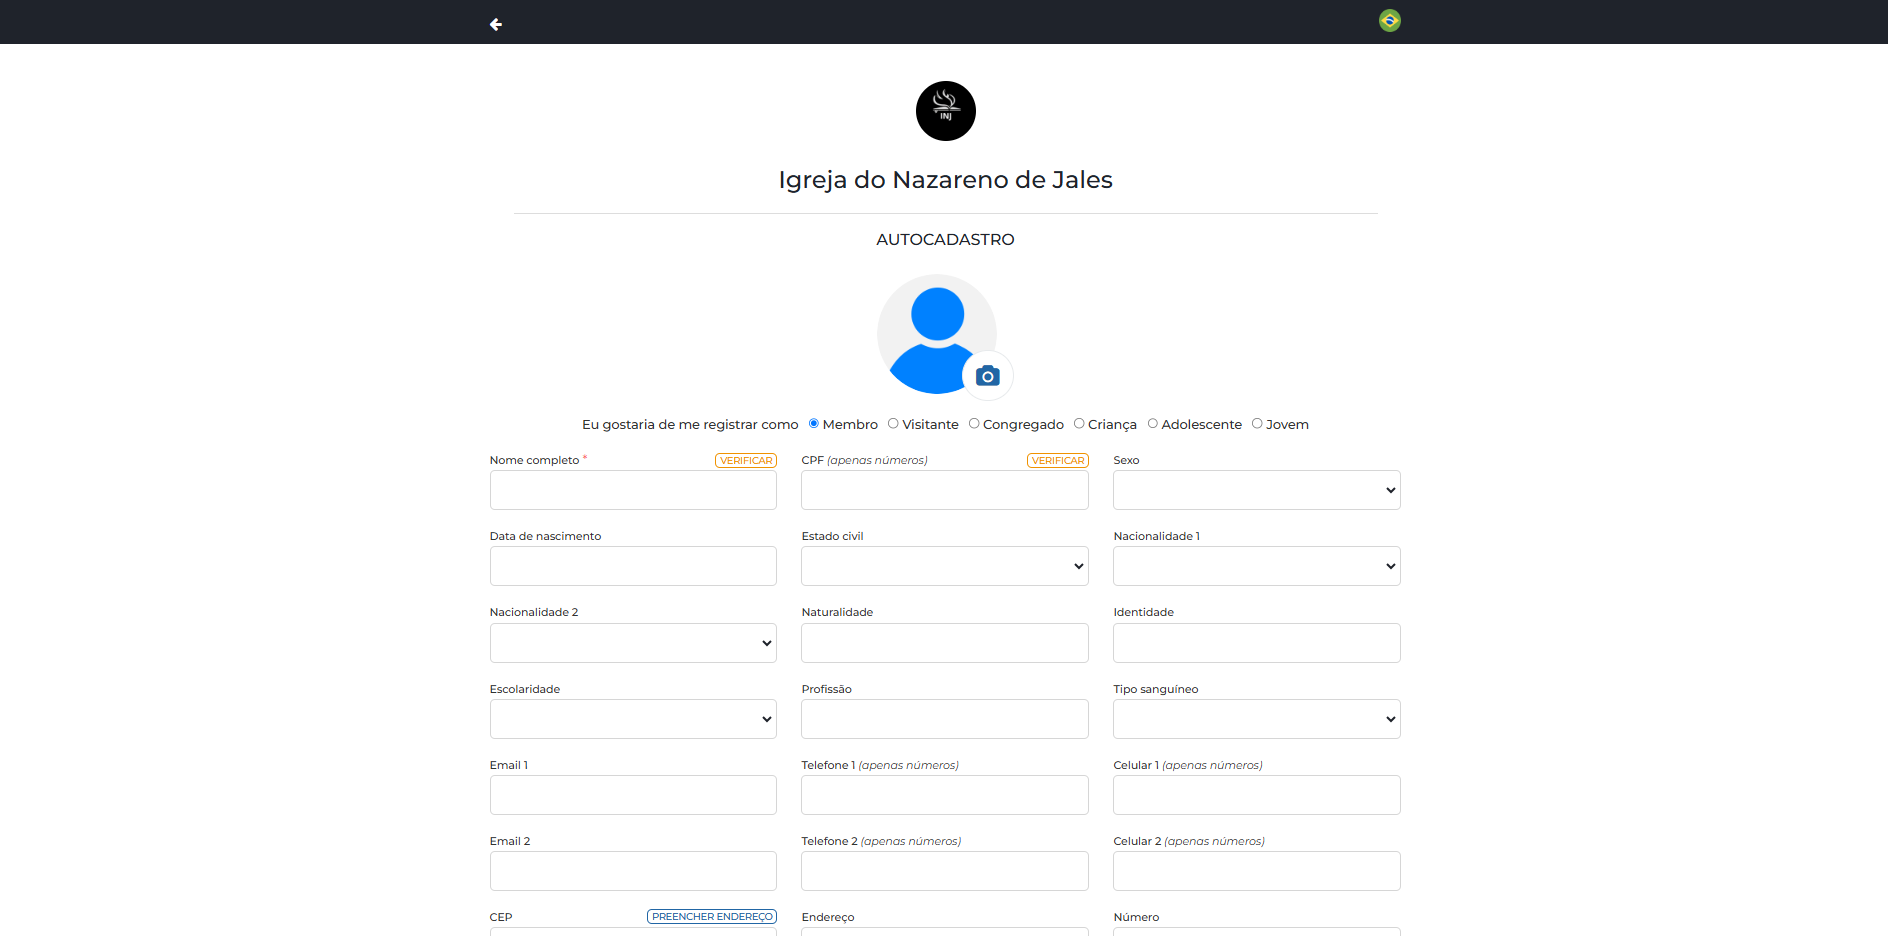 INJ
Igreja do Nazareno de Jales
AUTOCADASTRO
Eu gostaria de me registrar como Membro Visitante Congregado Criança Adolescente Jovem
Nome completo * VERIFICAR CPF (apenas números) VERIFICAR Sexo
Data de nascimento Estado civil Nacionalidade 1
Nacionalidade 2 Naturalidade Identidade
Escolaridade Profissão Tipo sanguíneo
Email 1 Telefone 1 (apenas números) Celular 1 (apenas números)
Email 2 Telefone 2 (apenas números) Celular 2 (apenas números)
CEP PREENCHER ENDEREÇO Endereço Número